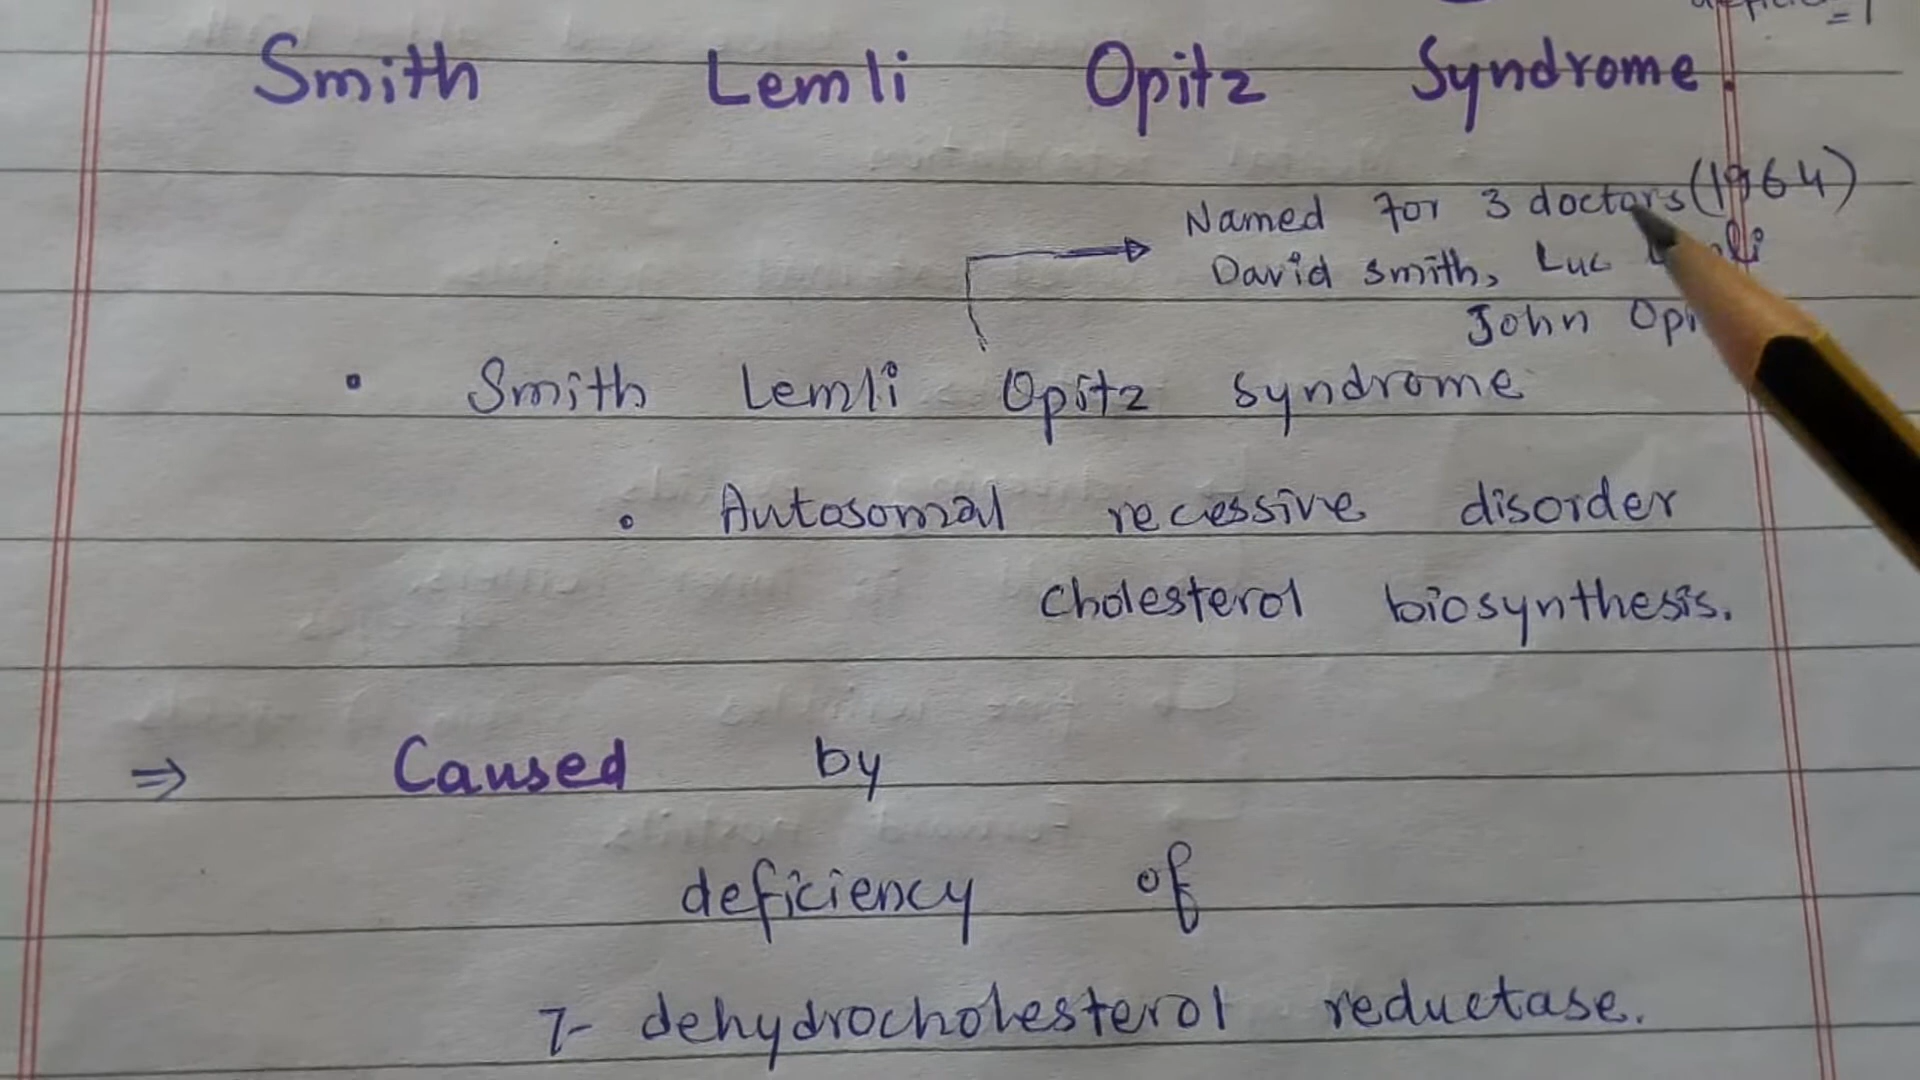 Smith Lemli Opitz Syndrome.
Named for 3 doctors (1964)
David smith, Luc
John
• Smith Lemli Opitz syndrome
• Autosomal recessive disorder
cholesterol biosynthesis.
⇒ Caused by
deficiency of
7- dehydrocholesterol reductase.